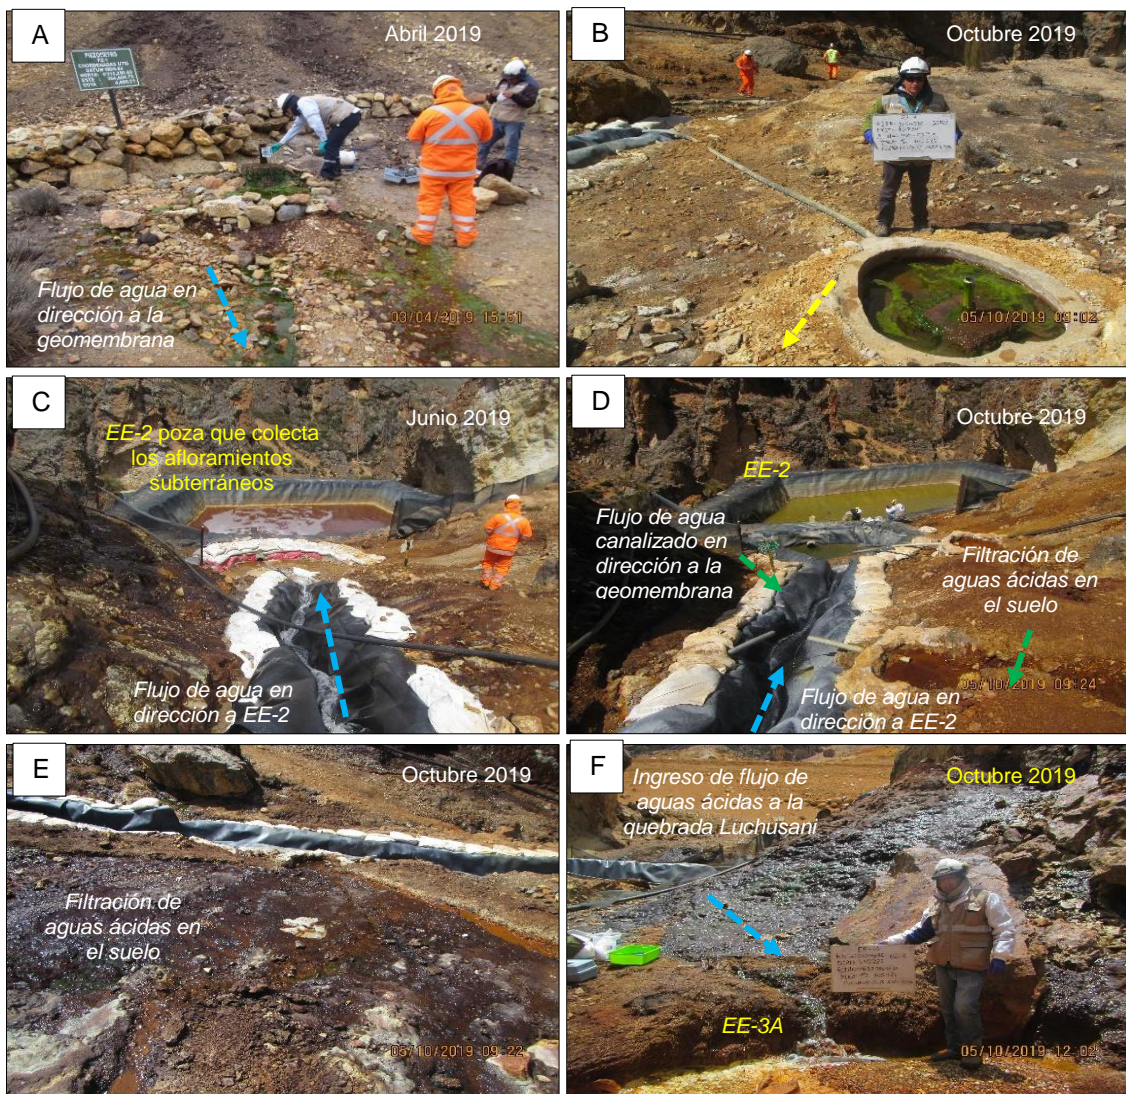 A
Abril 2019
PIEZOMETRO
PZ-1
COORDENADAS UTM
Flujo de agua en
dirección a la
geomembrana
03/04/2019 15:51
B
Octubre 2019
05/10/2019 09:02
C
Junio 2019
EE-2 poza que colecta
los afloramientos
subterráneos
Flujo de agua en
dirección a EE-2
D
Octubre 2019
EE-2
Flujo de agua
canalizado en
dirección a la
geomembrana
Filtración de
aguas ácidas en
el suelo
05/10/2019 09:24
Flujo de agua en
dirección a EE-2
E
Octubre 2019
Filtración de
aguas ácidas en
el suelo
05/10/2019 09:22
F
Ingreso de flujo de
aguas ácidas a la
quebrada Luchusani
Octubre 2019
EE-3A
05/10/2019 12:02